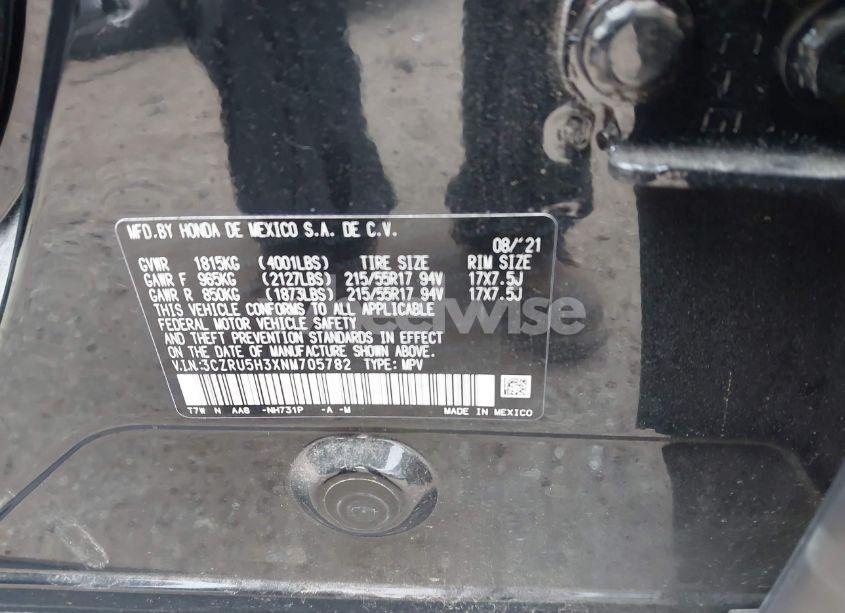 MFD.BY HONDA DE MEXICO S.A. DE C.V.
08/'21
GVWR 1815KG (4001LBS) TIRE SIZE RIM SIZE
GAWR F 965KG (2127LBS) 215/55R17 94V 17X7.5J
GAWR R 850KG (1873LBS) 215/55R17 94V 17X7.5J
THIS VEHICLE CONFORMS TO ALL APPLICABLE
FEDERAL MOTOR VEHICLE SAFETY
AND THEFT PREVENTION STANDARDS IN EFFECT
ON THE DATE OF MANUFACTURE SHOWN ABOVE.
V.I.N:3CZRU5H3XNM705782 TYPE: MPV
T7W N AA8 -NH731P -A -M MADE IN MEXICO